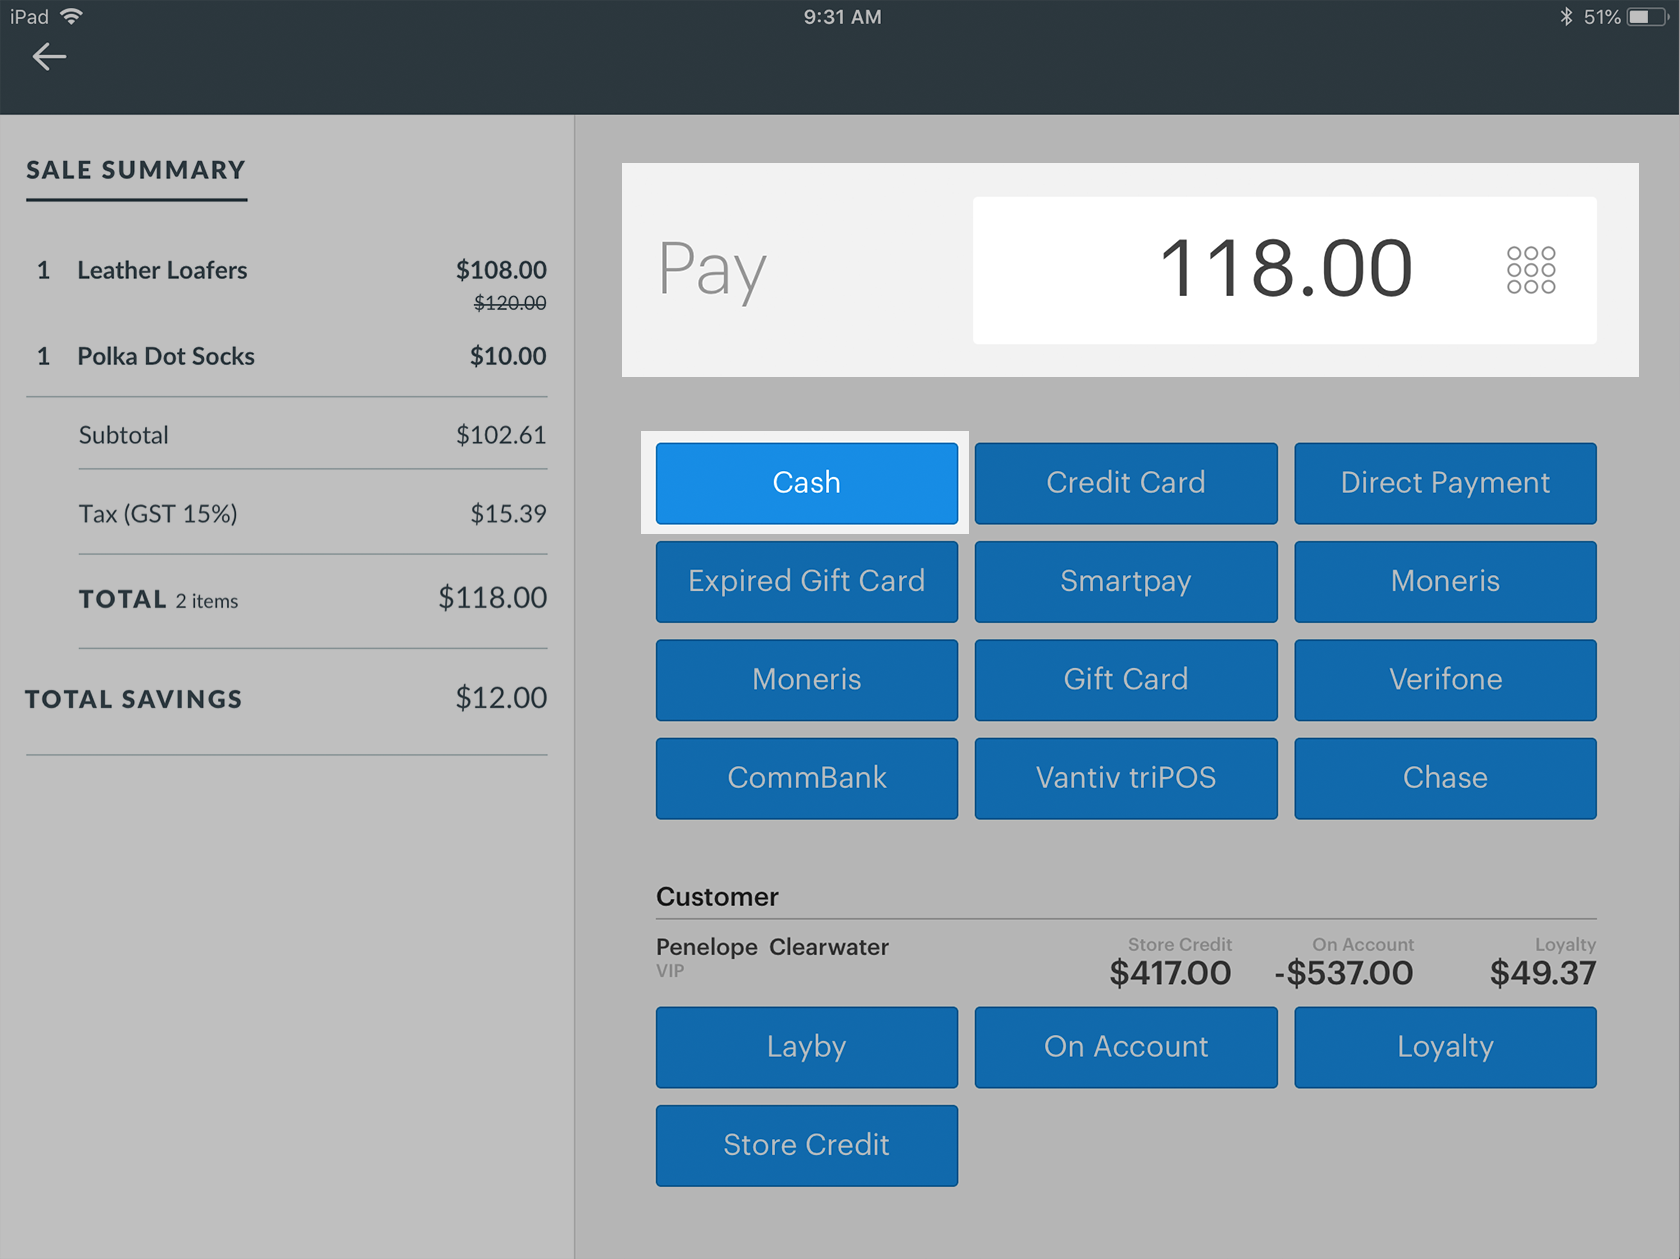 iPad 9:31 AM 51%
SALE SUMMARY
1 Leather Loafers $108.00
$120.00
1 Polka Dot Socks $10.00
Subtotal $102.61
Tax (GST 15%) $15.39
TOTAL 2 items $118.00
TOTAL SAVINGS $12.00
Pay 118.00
Cash Credit Card Direct Payment
Expired Gift Card Smartpay Moneris
Moneris Gift Card Verifone
CommBank Vantiv triPOS Chase
Customer
Penelope Clearwater Store Credit On Account Loyalty
VIP $417.00 -$537.00 $49.37
Layby On Account Loyalty
Store Credit